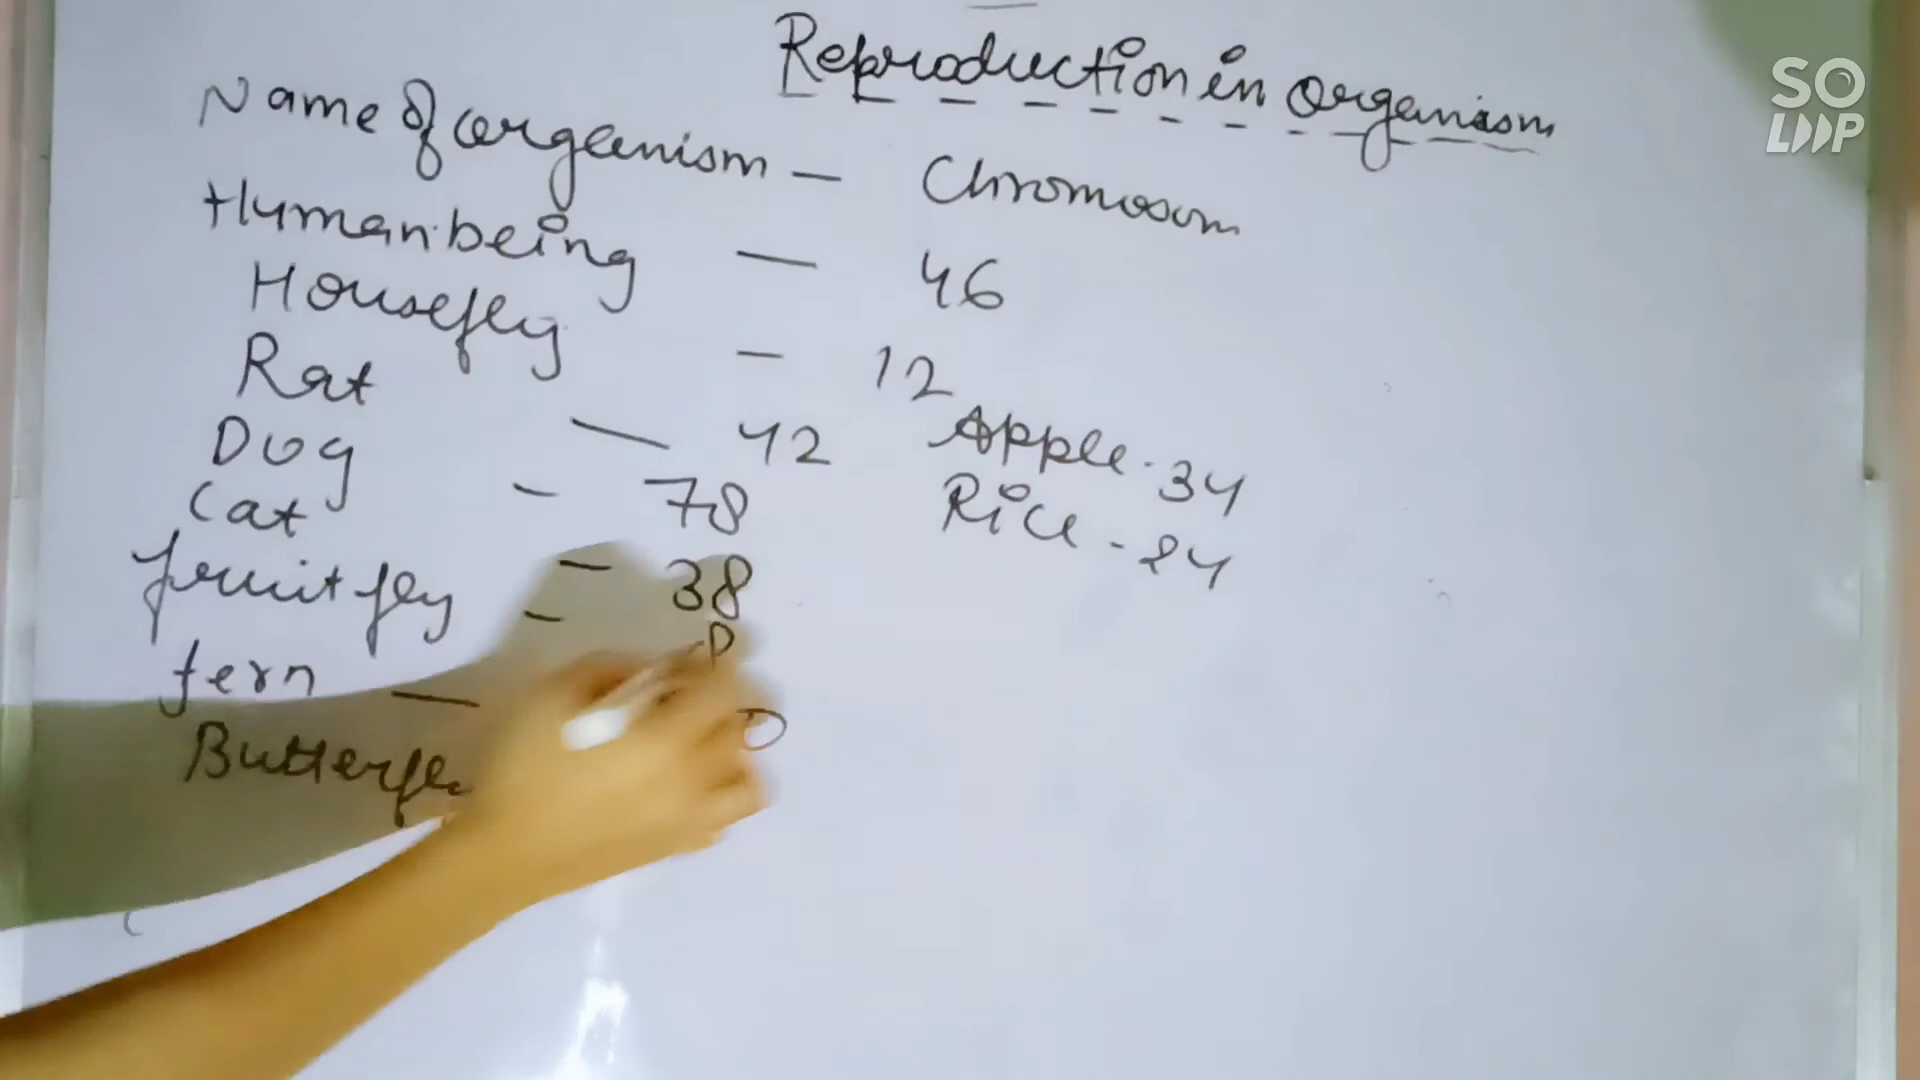 Reproduction in Organism
Name of organism — Chromosom
Human being — 46
Housefly — 12
Rat — 42
Dog — 78
Cat — 38
fruit fly —
fern —
Apple - 34
Rice - 24
SO
LOOP